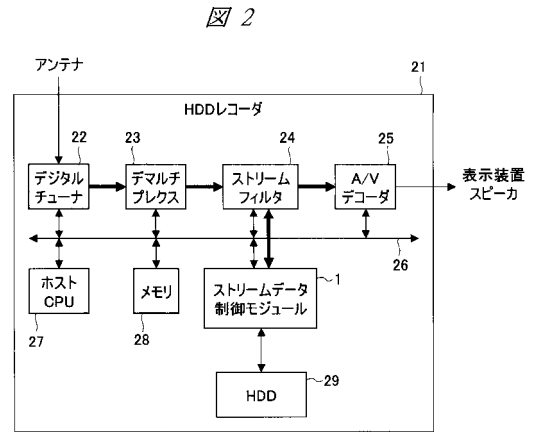 図 2
アンテナ
21
HDDレコーダ
22
23
24
25
デジタル
チューナ
デマルチ
プレクス
ストリーム
フィルタ
A/V
デコーダ
表示装置
スピーカ
26
ホスト
CPU
メモリ
ストリームデータ
制御モジュール
1
27
28
HDD
29